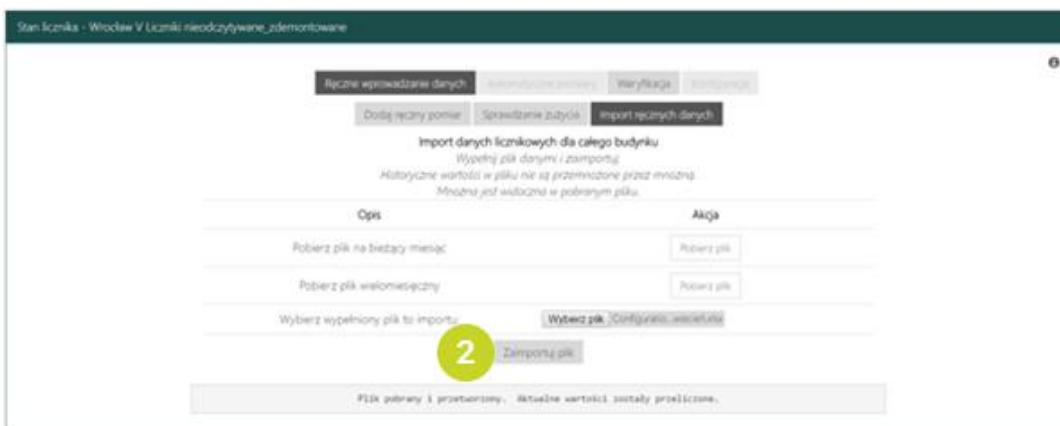 Stan licznika - Wrocław V Liczniki nieodczytywane_zdemontowane
Ręczne wprowadzanie danych Automatyczne pomiary Weryfikacja Konfiguracja
Dodaj ręczny pomiar Sprawdzanie zużycia Import ręcznych danych
Import danych licznikowych dla całego budynku
Wypełnij plik danymi i zaimportuj.
Historyczne wartości w pliku nie są przemnożone przez mnożną.
Mnożna jest widoczna w pobranym pliku.
Opis Akcja
Pobierz plik na bieżący miesiąc Pobierz plik
Pobierz plik wielomiesięczny Pobierz plik
Wybierz wypełniony plik to importu Wybierz plik
2 Zaimportuj plik
Plik pobrany i przetworzony. Aktualne wartości zostały przeliczone.